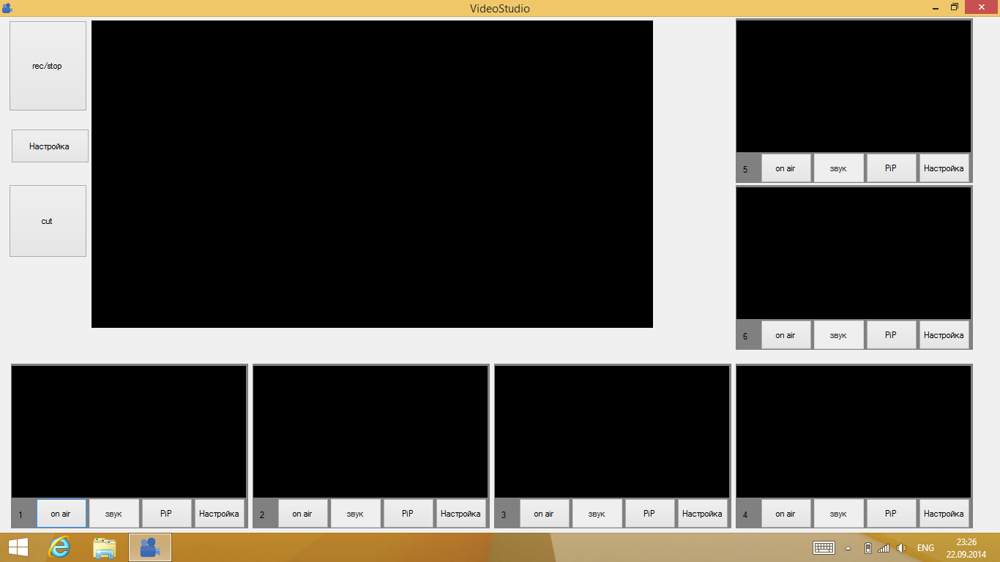 VideoStudio
rec/stop
Настройка
cut
5 on air звук PiP Настройка
6 on air звук PiP Настройка
1 on air звук PiP Настройка
2 on air звук PiP Настройка
3 on air звук PiP Настройка
4 on air звук PiP Настройка
ENG
23:26
22.09.2014